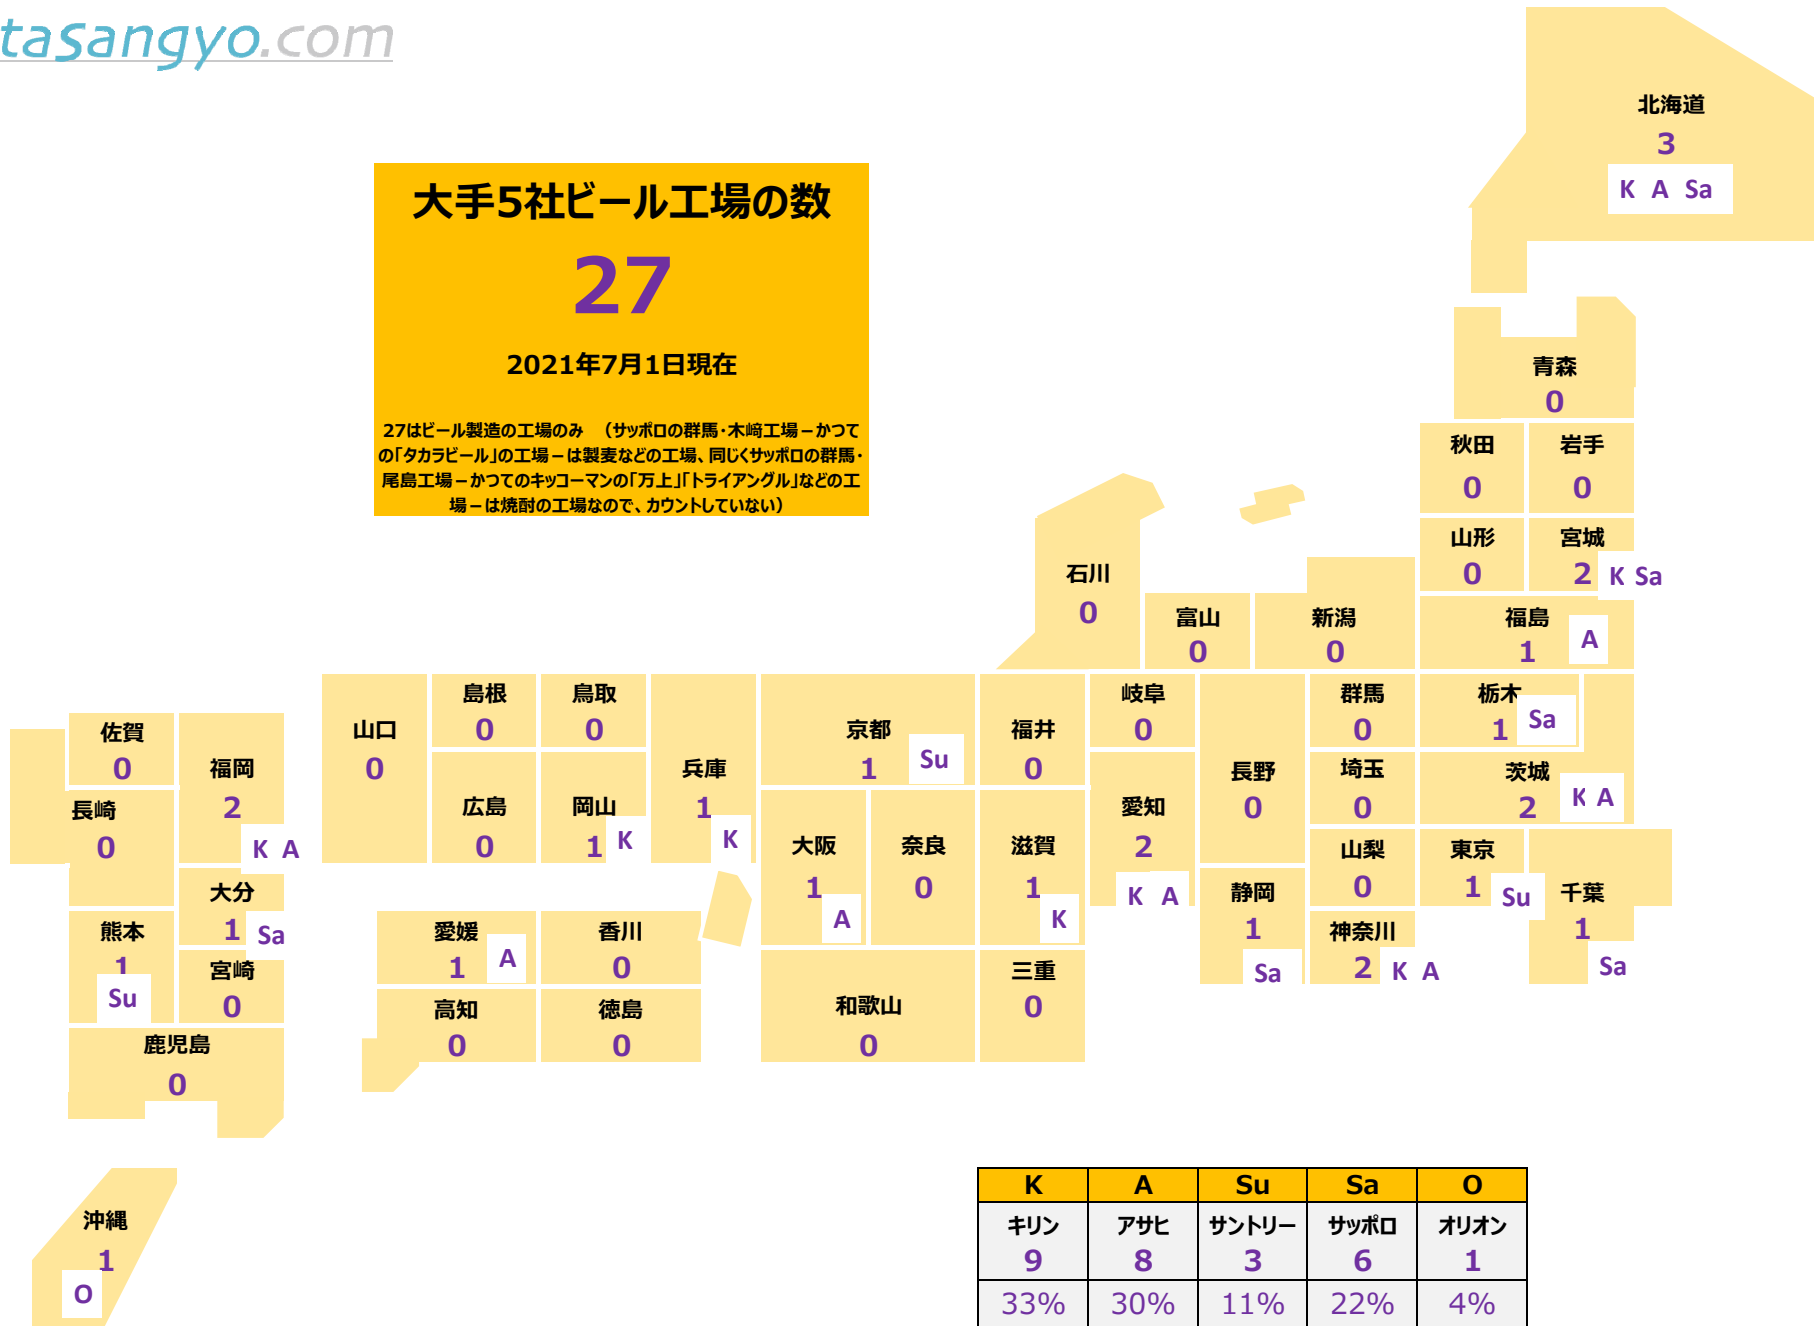 tasangyo.com
大手5社ビール工場の数
27
2021年7月1日現在
27はビール製造の工場のみ (サッポロの群馬・木崎工場－かつて
の「タカラビール」の工場－は製麦などの工場、同じくサッポロの群馬・
尾島工場－かつてのキッコーマンの「万上」「トライアングル」などの工
場－は焼酎の工場なので、カウントしていない)
北海道
3
K A Sa
青森
0
秋田
0
岩手
0
山形
0
宮城
2
K Sa
石川
0
富山
0
新潟
0
福島
1
A
佐賀
0
福岡
2
K A
長崎
0
山口
0
島根
0
鳥取
0
広島
0
岡山
1
K
兵庫
1
K
京都
1
Su
福井
0
岐阜
0
長野
0
群馬
0
栃木
1
Sa
埼玉
0
茨城
2
K A
大阪
1
A
奈良
0
滋賀
1
K
愛知
2
K A
静岡
1
Sa
山梨
0
東京
1
Su
千葉
1
Sa
神奈川
2
K A
大分
1
Sa
熊本
1
Su
宮崎
0
鹿児島
0
愛媛
1
A
香川
0
高知
0
徳島
0
和歌山
0
三重
0
沖縄
1
O
K A Su Sa O
キリン アサヒ サントリー サッポロ オリオン
9 8 3 6 1
33% 30% 11% 22% 4%